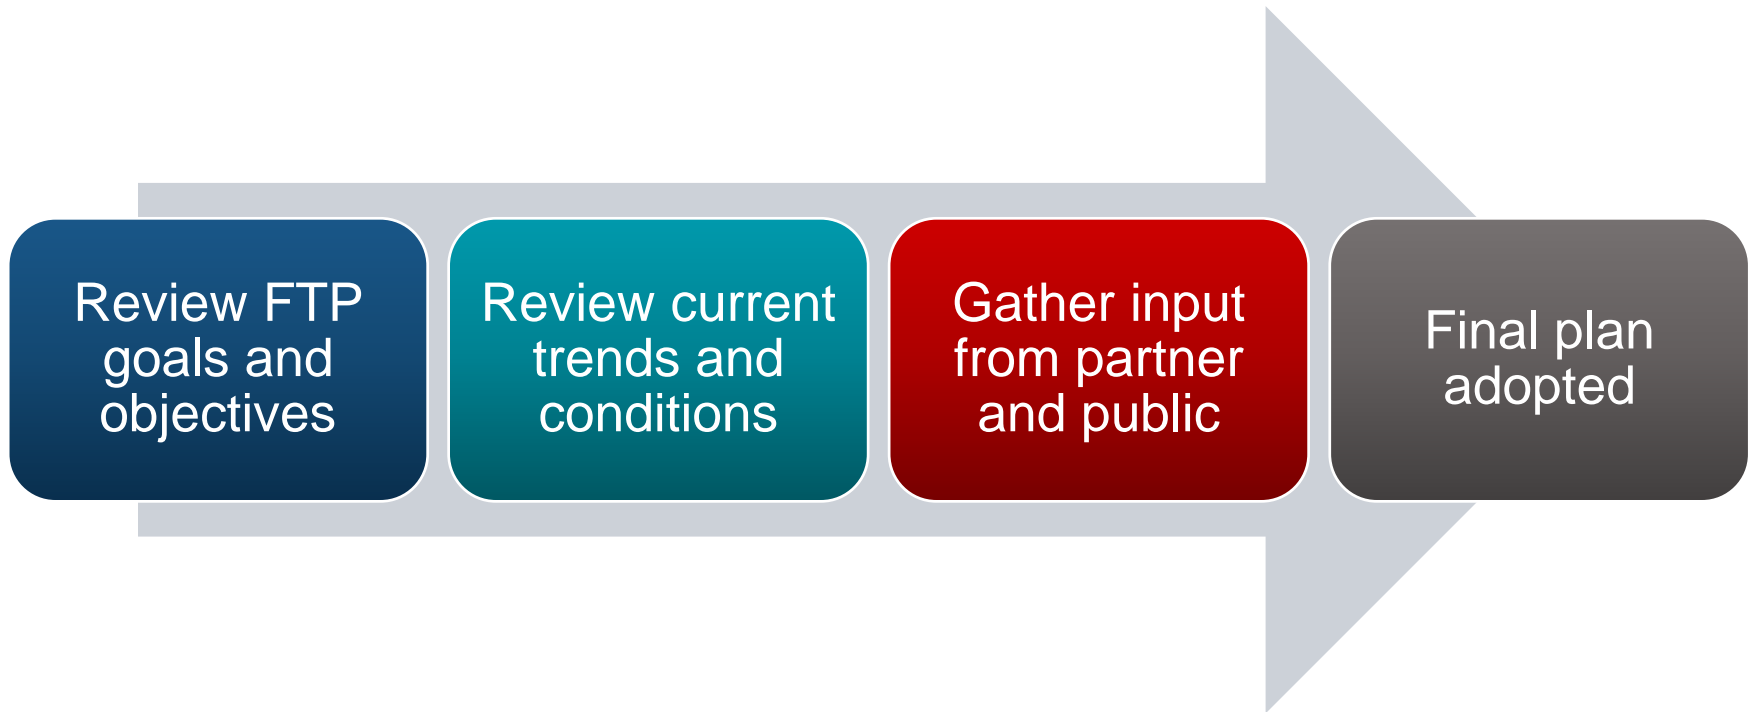 Review FTP
goals and
objectives
Review current
trends and
conditions
Gather input
from partner
and public
Final plan
adopted